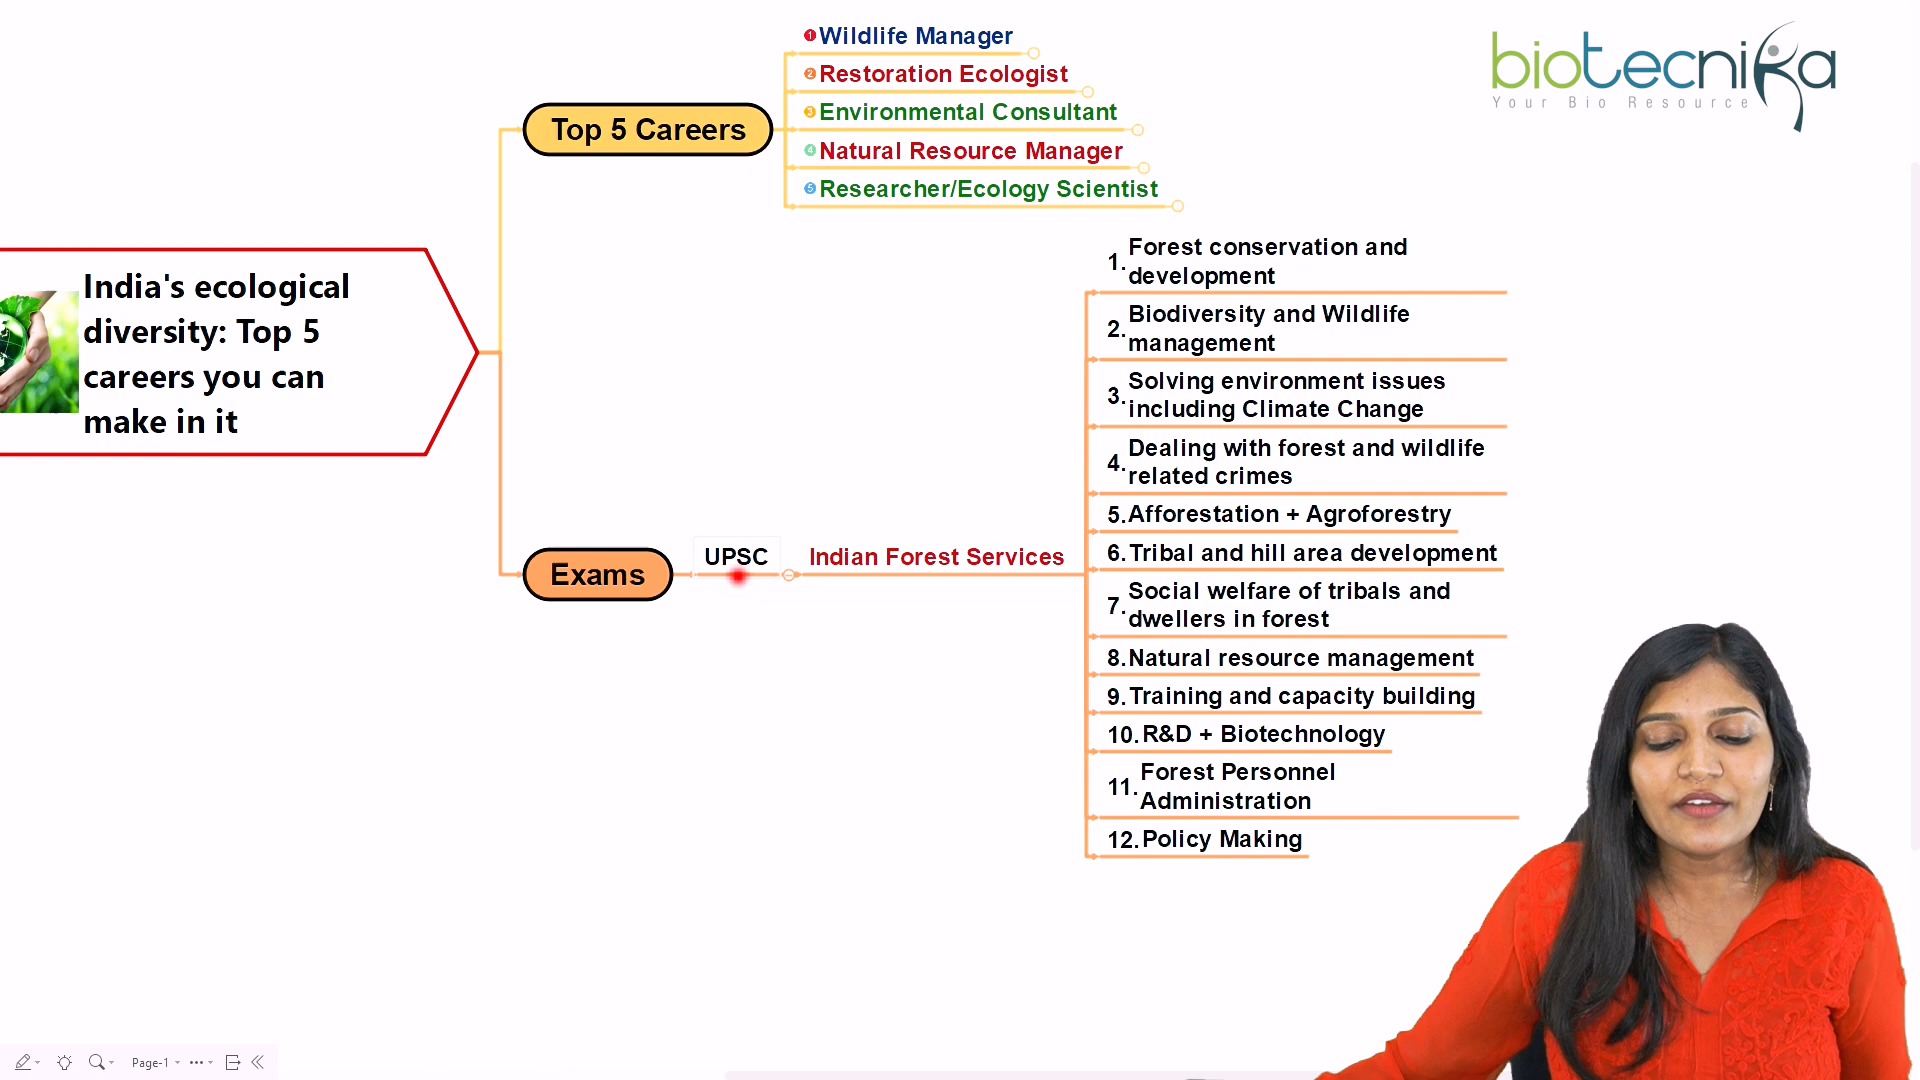 biotecnika
Your Bio Resource
India's ecological
diversity: Top 5
careers you can
make in it
Top 5 Careers
1 Wildlife Manager
2 Restoration Ecologist
3 Environmental Consultant
4 Natural Resource Manager
5 Researcher/Ecology Scientist
Exams
UPSC
Indian Forest Services
1. Forest conservation and
development
2. Biodiversity and Wildlife
management
3. Solving environment issues
including Climate Change
4. Dealing with forest and wildlife
related crimes
5. Afforestation + Agroforestry
6. Tribal and hill area development
7. Social welfare of tribals and
dwellers in forest
8. Natural resource management
9. Training and capacity building
10. R&D + Biotechnology
11. Forest Personnel
Administration
12. Policy Making
Page-1